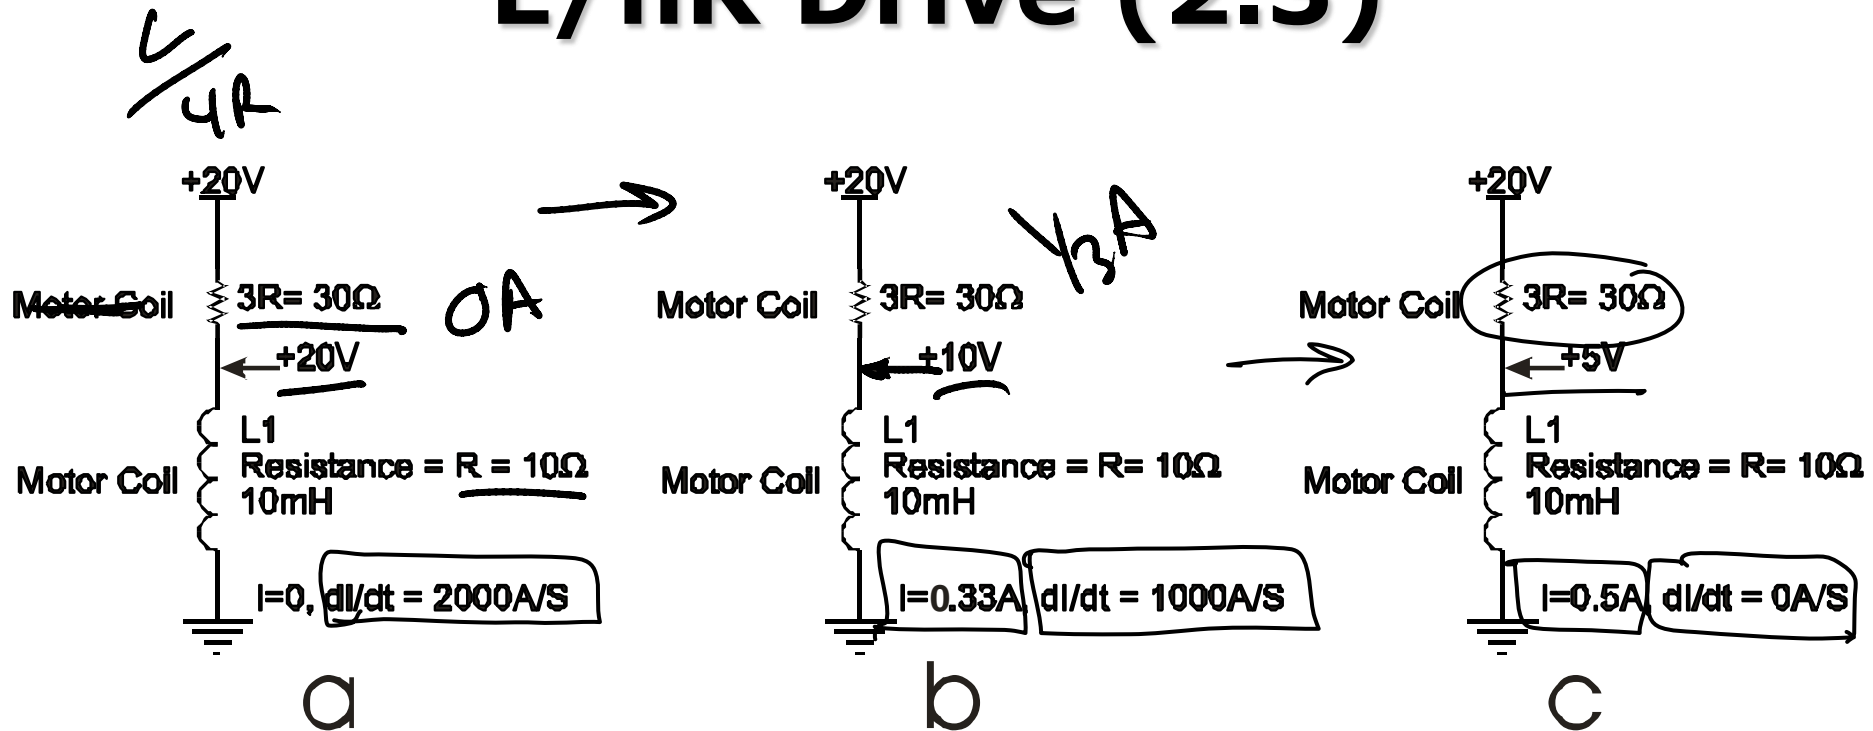 L/nR Drive (2.3)
L/4R
+20V
Motor Coil
3R= 30Ω
0A
+20V
L1
Motor Coil
Resistance = R = 10Ω
10mH
I=0, dI/dt = 2000A/S
a
+20V
1/3A
Motor Coil
3R= 30Ω
+10V
L1
Motor Coil
Resistance = R= 10Ω
10mH
I=0.33A, dI/dt = 1000A/S
b
+20V
Motor Coil
3R= 30Ω
+5V
L1
Motor Coil
Resistance = R= 10Ω
10mH
I=0.5A, dI/dt = 0A/S
c